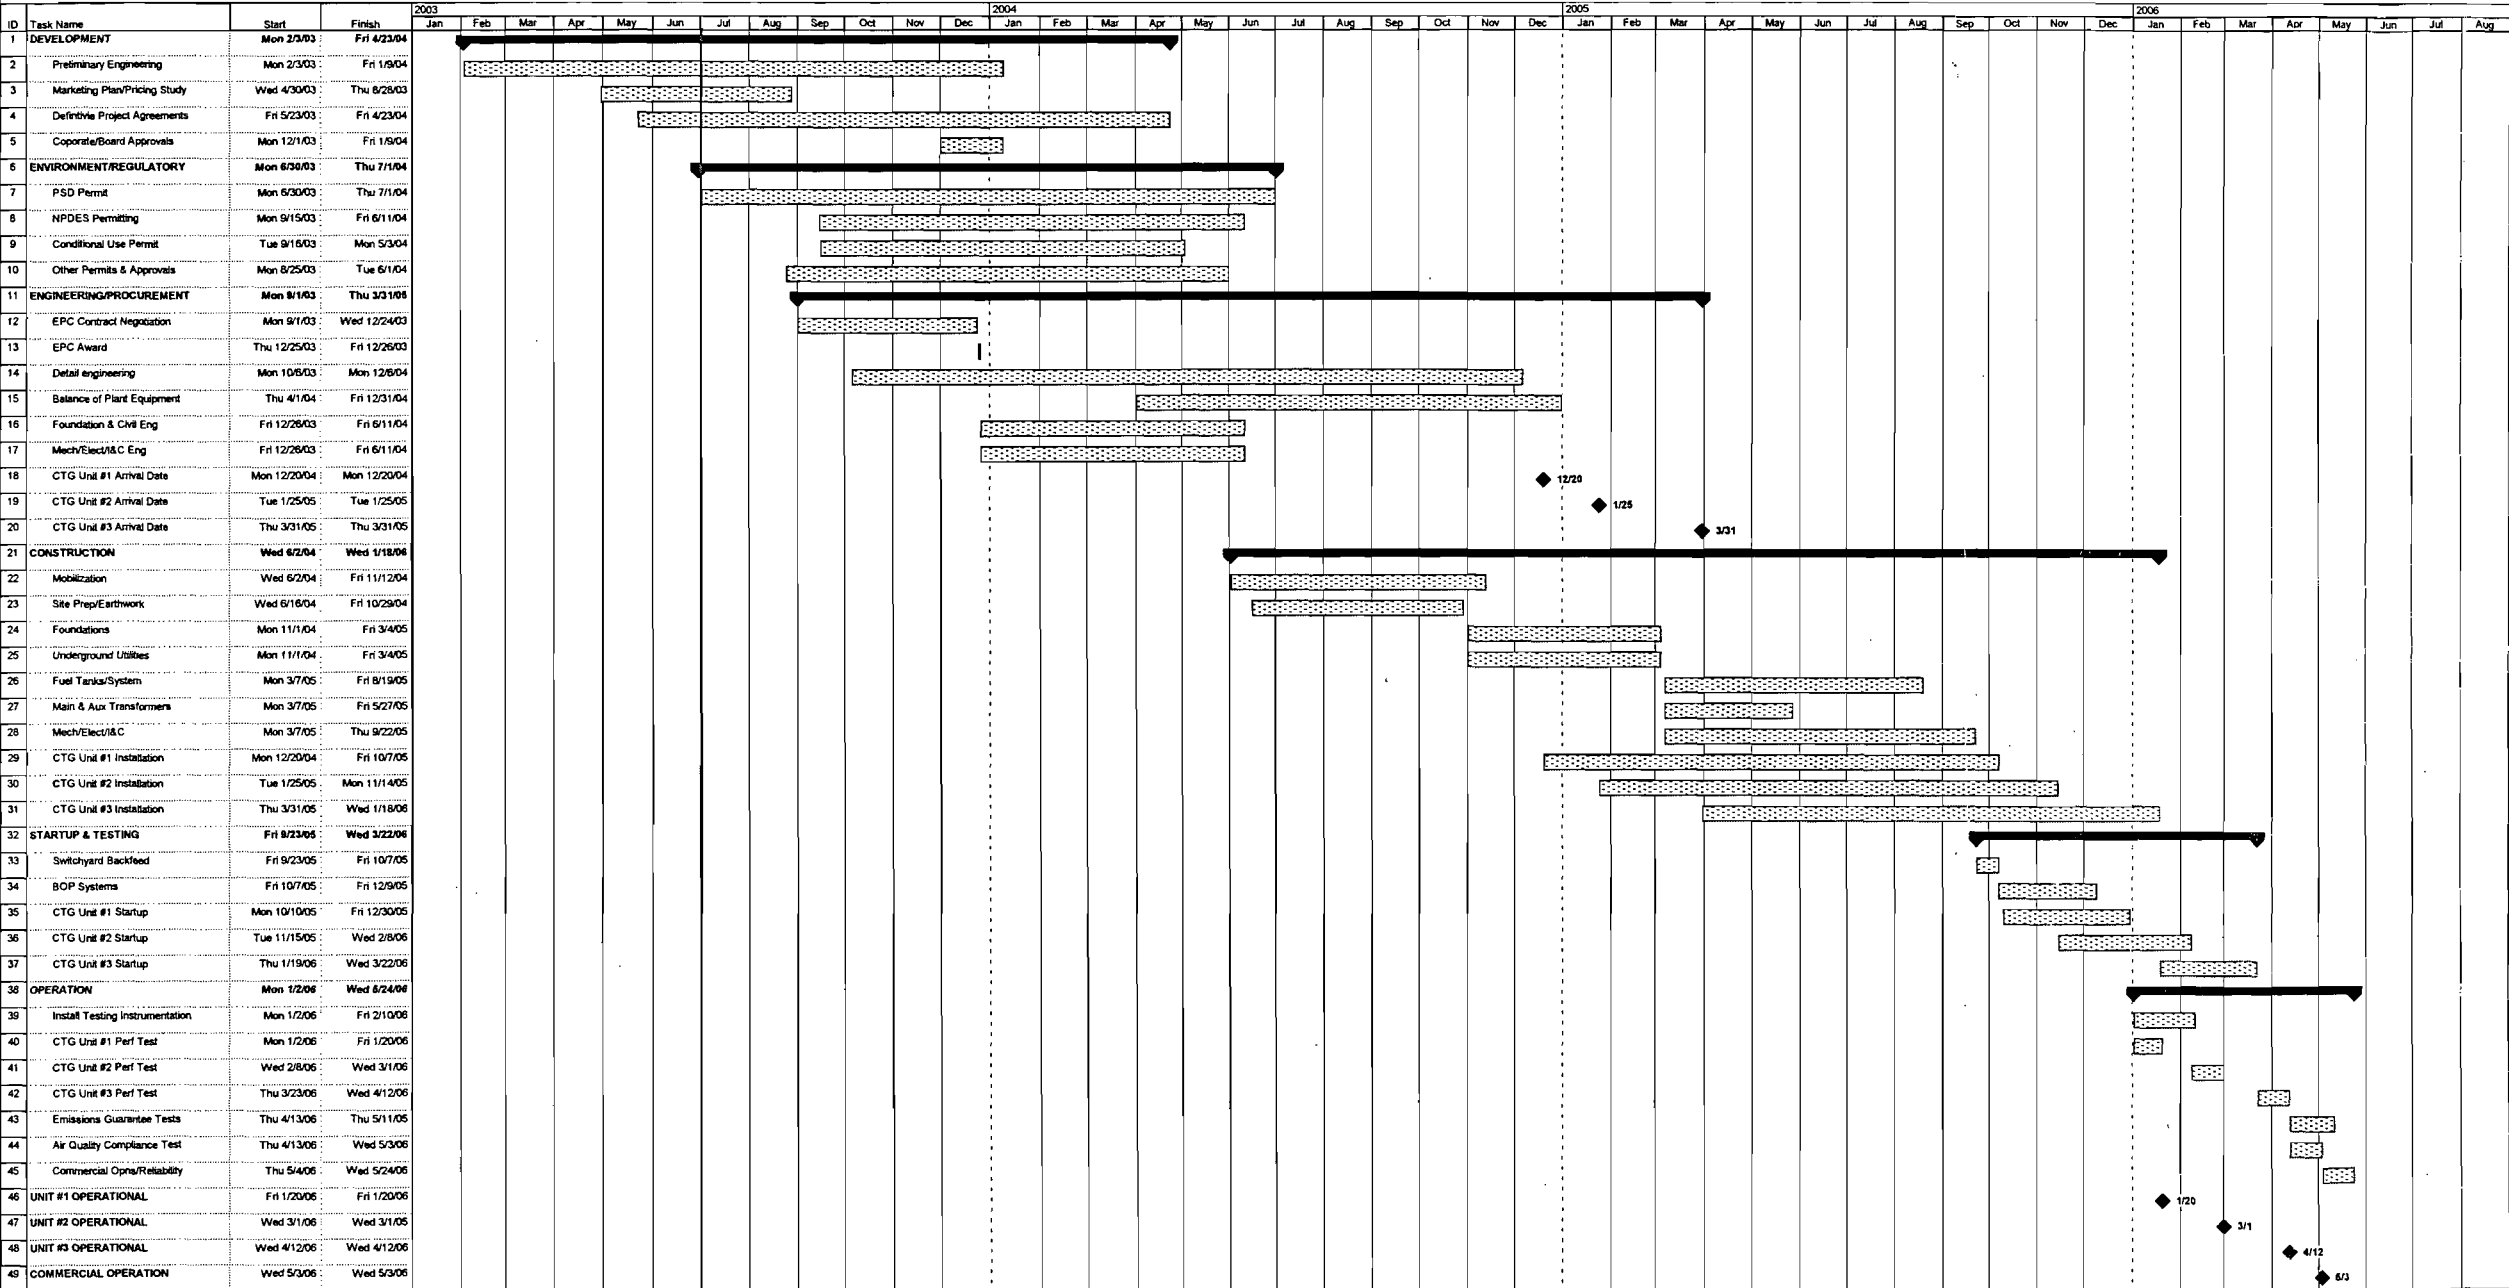 2003 2004 2005 2006
ID Task Name Start Finish Jan Feb Mar Apr May Jun Jul Aug Sep Oct Nov Dec Jan Feb Mar Apr May Jun Jul Aug Sep Oct Nov Dec Jan Feb Mar Apr May Jun Jul Aug Sep Oct Nov Dec Jan Feb Mar Apr May Jun Jul Aug
1 DEVELOPMENT Mon 2/3/03 Fri 4/23/04
2 Preliminary Engineering Mon 2/3/03 Fri 1/9/04
3 Marketing Plan/Pricing Study Wed 4/30/03 Thu 8/28/03
4 Defintivie Project Agreements Fri 5/23/03 Fri 4/23/04
5 Coporate/Board Approvals Mon 12/1/03 Fri 1/9/04
6 ENVIRONMENT/REGULATORY Mon 6/30/03 Thu 7/1/04
7 PSD Permit Mon 6/30/03 Thu 7/1/04
8 NPDES Permitting Mon 9/15/03 Fri 6/11/04
9 Conditional Use Permit Tue 9/16/03 Mon 5/3/04
10 Other Permits & Approvals Mon 8/25/03 Tue 6/1/04
11 ENGINEERING/PROCUREMENT Mon 9/1/03 Thu 3/31/05
12 EPC Contract Negotiation Mon 9/1/03 Wed 12/24/03
13 EPC Award Thu 12/25/03 Fri 12/26/03
14 Detail engineering Mon 10/6/03 Mon 12/6/04
15 Balance of Plant Equipment Thu 4/1/04 Fri 12/31/04
16 Foundation & Civil Eng Fri 12/26/03 Fri 6/11/04
17 Mech/Elect/I&C Eng Fri 12/26/03 Fri 6/11/04
18 CTG Unit #1 Arrival Date Mon 12/20/04 Mon 12/20/04 12/20
19 CTG Unit #2 Arrival Date Tue 1/25/05 Tue 1/25/05 1/25
20 CTG Unit #3 Arrival Date Thu 3/31/05 Thu 3/31/05 3/31
21 CONSTRUCTION Wed 6/2/04 Wed 1/18/06
22 Mobilization Wed 6/2/04 Fri 11/12/04
23 Site Prep/Earthwork Wed 6/16/04 Fri 10/29/04
24 Foundations Mon 11/1/04 Fri 3/4/05
25 Underground Utilities Mon 11/1/04 Fri 3/4/05
26 Fuel Tanks/System Mon 3/7/05 Fri 8/19/05
27 Main & Aux Transformers Mon 3/7/05 Fri 5/27/05
28 Mech/Elect/I&C Mon 3/7/05 Thu 9/22/05
29 CTG Unit #1 Installation Mon 12/20/04 Fri 10/7/05
30 CTG Unit #2 Installation Tue 1/25/05 Mon 11/14/05
31 CTG Unit #3 Installation Thu 3/31/05 Wed 1/18/06
32 STARTUP & TESTING Fri 9/23/05 Wed 3/22/06
33 Switchyard Backfeed Fri 9/23/05 Fri 10/7/05
34 BOP Systems Fri 10/7/05 Fri 12/9/05
35 CTG Unit #1 Startup Mon 10/10/05 Fri 12/30/05
36 CTG Unit #2 Startup Tue 11/15/05 Wed 2/8/06
37 CTG Unit #3 Startup Thu 1/19/06 Wed 3/22/06
38 OPERATION Mon 1/2/06 Wed 5/24/06
39 Install Testing Instrumentation Mon 1/2/06 Fri 2/10/06
40 CTG Unit #1 Perf Test Mon 1/2/06 Fri 1/20/06
41 CTG Unit #2 Perf Test Wed 2/8/06 Wed 3/1/06
42 CTG Unit #3 Perf Test Thu 3/23/06 Wed 4/12/06
43 Emissions Guarantee Tests Thu 4/13/06 Thu 5/11/05
44 Air Quality Compliance Test Thu 4/13/06 Wed 5/3/06
45 Commercial Opns/Reliability Thu 5/4/06 Wed 5/24/06
46 UNIT #1 OPERATIONAL Fri 1/20/06 Fri 1/20/06 1/20
47 UNIT #2 OPERATIONAL Wed 3/1/06 Wed 3/1/05 3/1
48 UNIT #3 OPERATIONAL Wed 4/12/06 Wed 4/12/06 4/12
49 COMMERCIAL OPERATION Wed 5/3/06 Wed 5/3/06 5/3